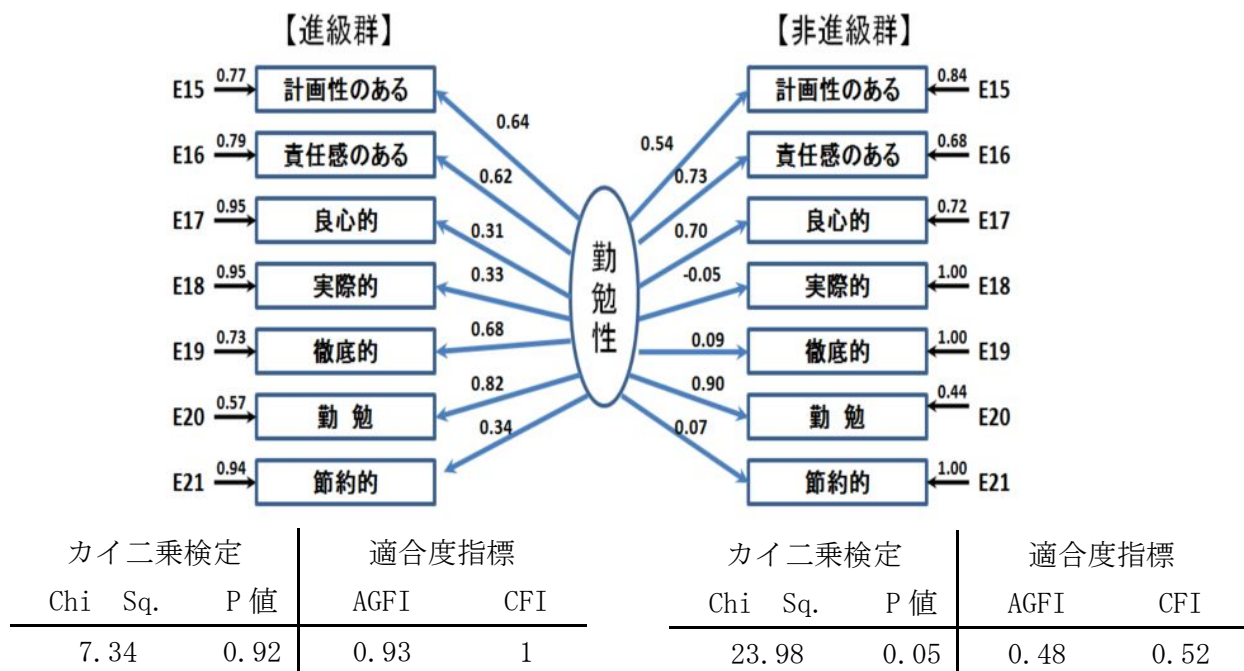 【進級群】 【非進級群】
E15 0.77 計画性のある 0.64 0.54 計画性のある 0.84 E15
E16 0.79 責任感のある 0.62 0.73 責任感のある 0.68 E16
E17 0.95 良心的 0.31 0.70 良心的 0.72 E17
勤勉性
E18 0.95 実際的 0.33 -0.05 実際的 1.00 E18
E19 0.73 徹底的 0.68 0.09 徹底的 1.00 E19
E20 0.57 勤 勉 0.82 0.90 勤 勉 0.44 E20
E21 0.94 節約的 0.34 0.07 節約的 1.00 E21
カイ二乗検定 適合度指標 カイ二乗検定 適合度指標
Chi Sq. P値 AGFI CFI Chi Sq. P値 AGFI CFI
7.34 0.92 0.93 1 23.98 0.05 0.48 0.52